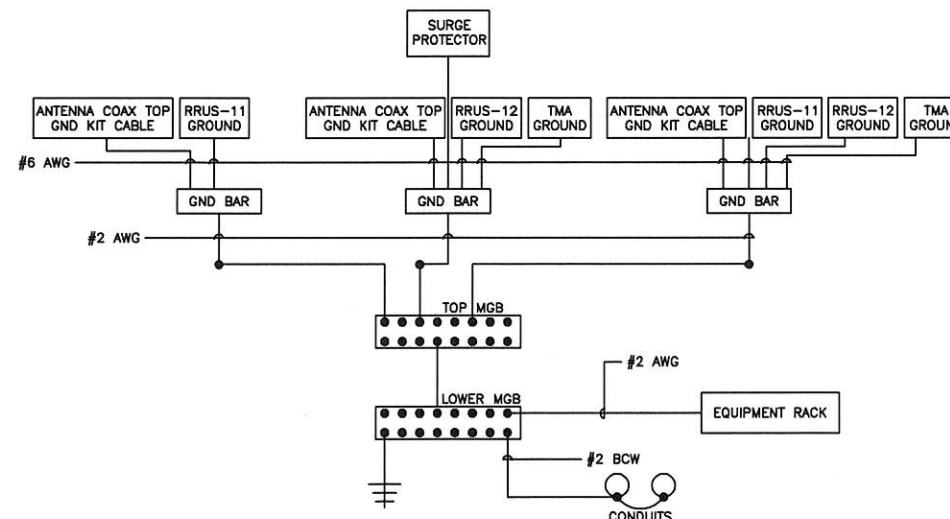 SURGE
PROTECTOR
ANTENNA COAX TOP
GND KIT CABLE
RRUS-11
GROUND
ANTENNA COAX TOP
GND KIT CABLE
RRUS-12
GROUND
TMA
GROUND
ANTENNA COAX TOP
GND KIT CABLE
RRUS-11
GROUND
RRUS-12
GROUND
TMA
GROUN
#6 AWG
GND BAR
GND BAR
GND BAR
#2 AWG
TOP MGB
#2 AWG
LOWER MGB
EQUIPMENT RACK
#2 BCW
CONDUITS